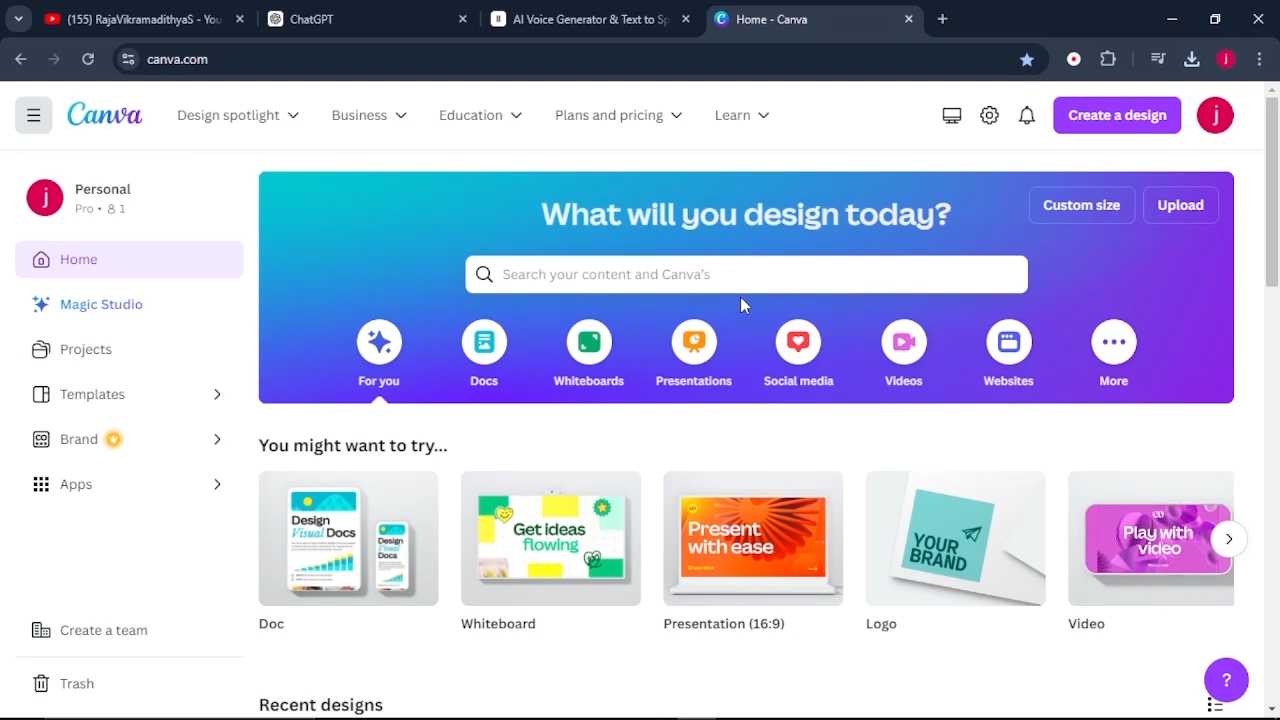 (155) RajaVikramadithyaS - You
ChatGPT
AI Voice Generator & Text to Sp
Home - Canva
canva.com
j
Canva
Design spotlight
Business
Education
Plans and pricing
Learn
Create a design
j
j
Personal
Pro • 1
Home
Magic Studio
Projects
Templates
Brand
Apps
Create a team
Trash
What will you design today?
Custom size
Upload
Search your content and Canva's
For you
Docs
Whiteboards
Presentations
Social media
Videos
Websites
More
You might want to try...
Design
Visual Docs
Design
Visual Docs
Get ideas
flowing
Present
with ease
YOUR
BRAND
Play with
video
Doc
Whiteboard
Presentation (16:9)
Logo
Video
?
Recent designs